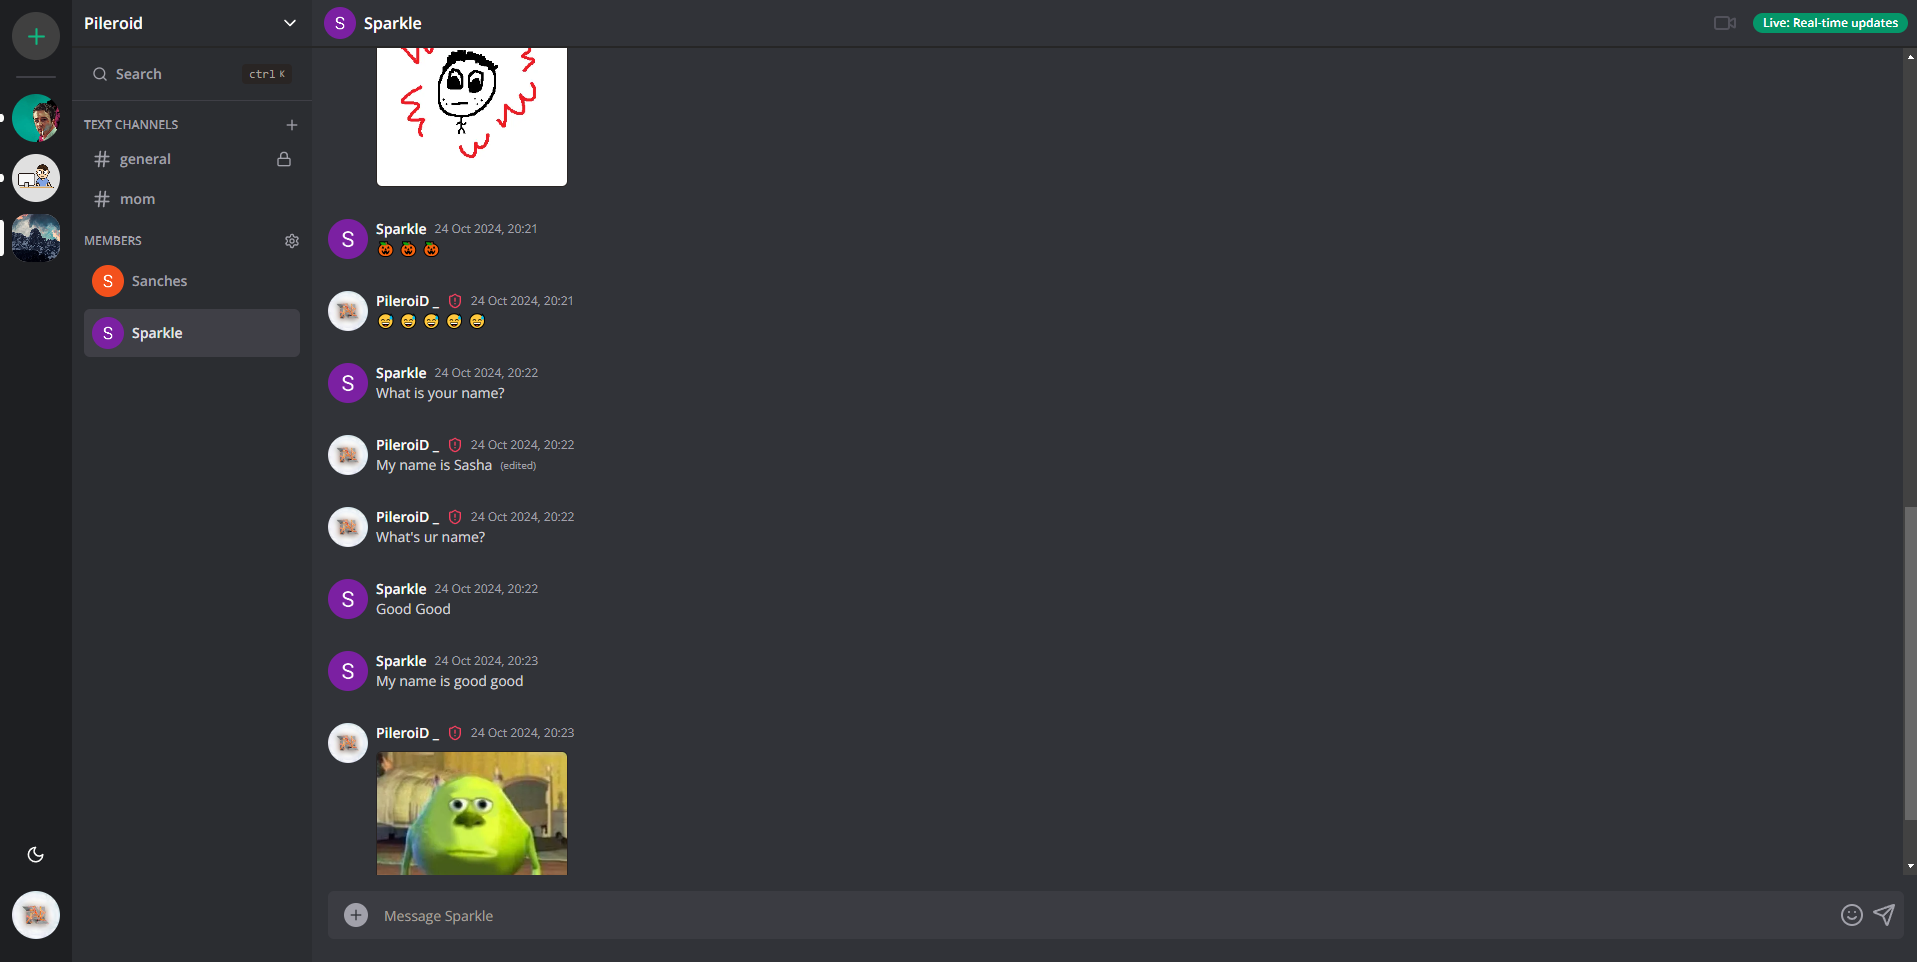 Pileroid
Search
ctrl K
TEXT CHANNELS
general
mom
MEMBERS
S
Sanches
S
Sparkle
S
Sparkle
Live: Real-time updates
S
Sparkle 24 Oct 2024, 20:21
PileroiD _ 24 Oct 2024, 20:21
S
Sparkle 24 Oct 2024, 20:22
What is your name?
PileroiD _ 24 Oct 2024, 20:22
My name is Sasha (edited)
PileroiD _ 24 Oct 2024, 20:22
What's ur name?
S
Sparkle 24 Oct 2024, 20:22
Good Good
S
Sparkle 24 Oct 2024, 20:23
My name is good good
PileroiD _ 24 Oct 2024, 20:23
Message Sparkle